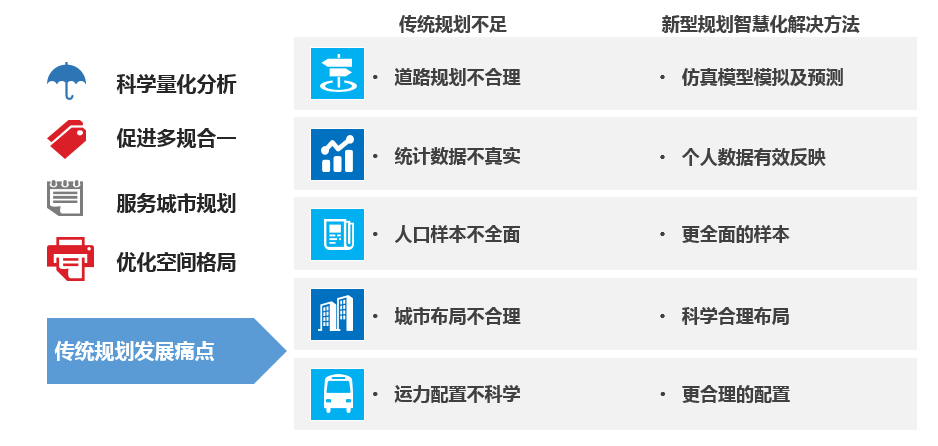 传统规划不足
新型规划智慧化解决方法
科学量化分析
促进多规合一
服务城市规划
优化空间格局
传统规划发展痛点
• 道路规划不合理
• 仿真模型模拟及预测
• 统计数据不真实
• 个人数据有效反映
• 人口样本不全面
• 更全面的样本
• 城市布局不合理
• 科学合理布局
• 运力配置不科学
• 更合理的配置